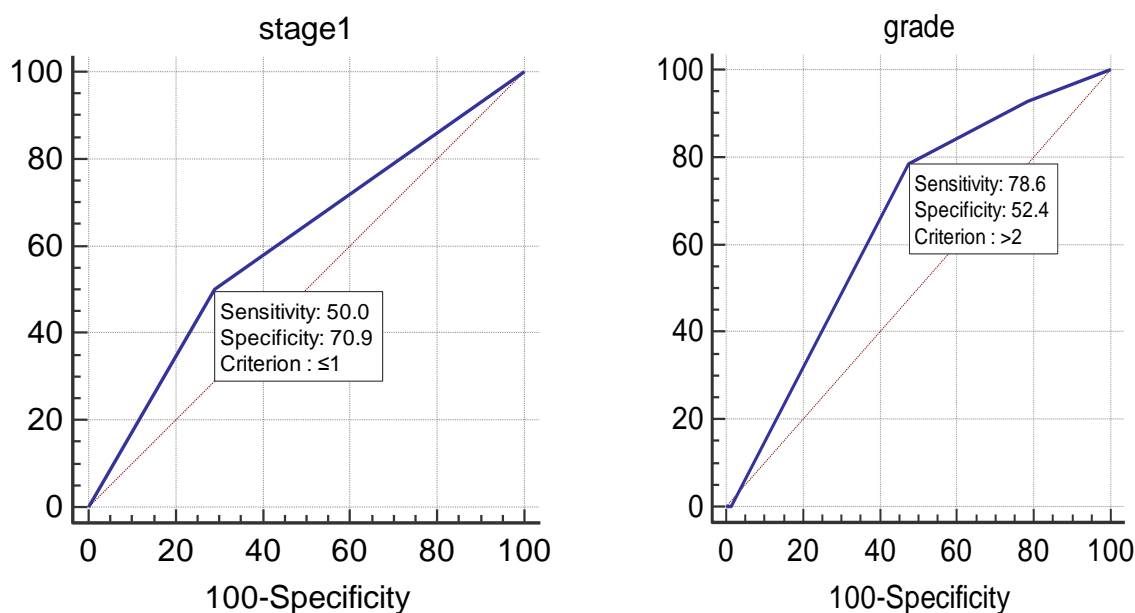 stage1
100
80
60
40
20
0
Sensitivity: 50.0
Specificity: 70.9
Criterion : ≤1
0 20 40 60 80 100
100-Specificity
grade
100
80
60
40
20
0
Sensitivity: 78.6
Specificity: 52.4
Criterion : >2
0 20 40 60 80 100
100-Specificity